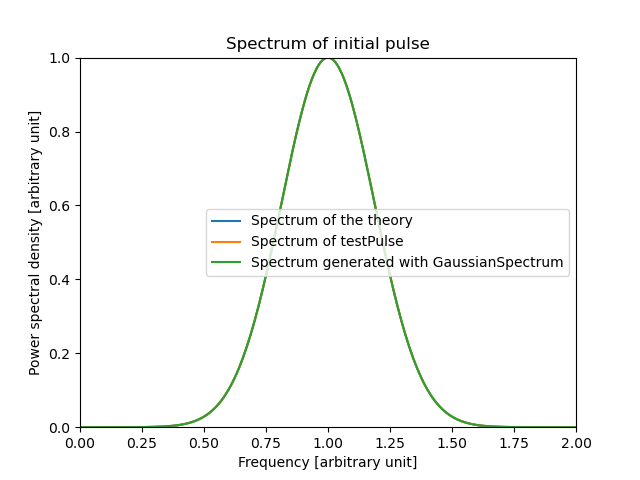 Spectrum of initial pulse
1.0
0.8
0.6
0.4
0.2
0.0
Power spectral density [arbitrary unit]
Spectrum of the theory
Spectrum of testPulse
Spectrum generated with GaussianSpectrum
0.00 0.25 0.50 0.75 1.00 1.25 1.50 1.75 2.00
Frequency [arbitrary unit]